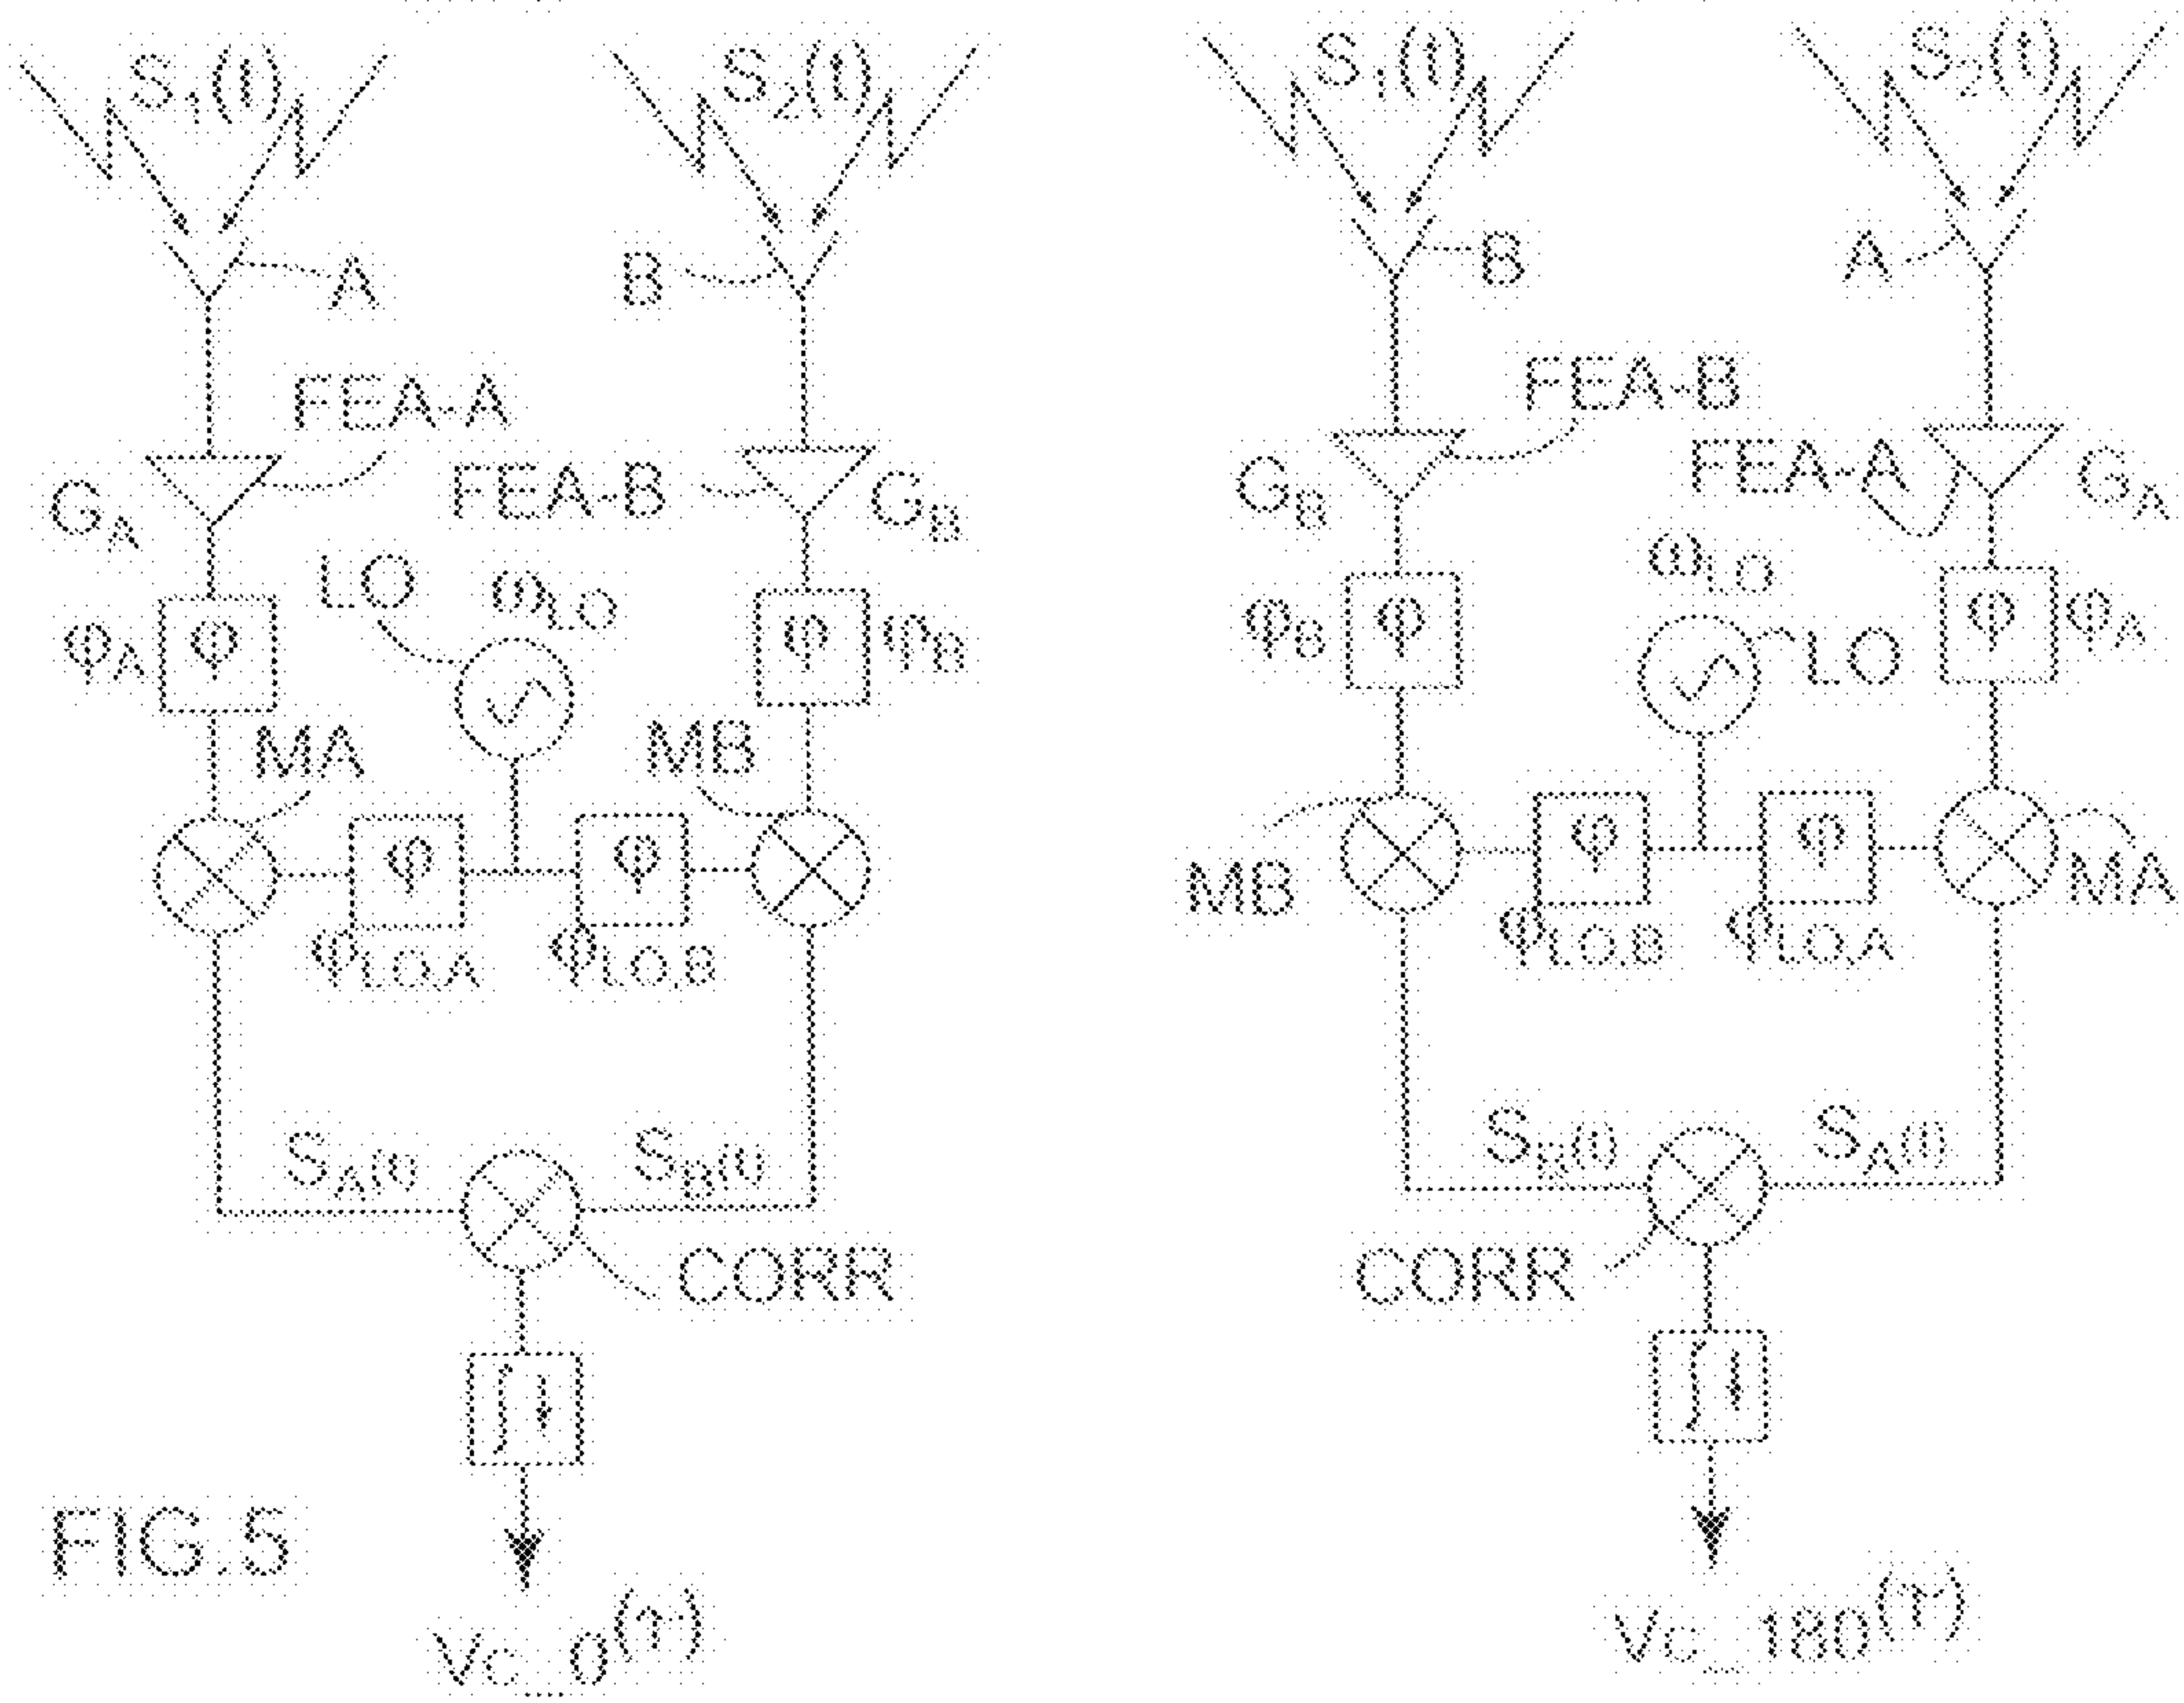 S1(t) S2(t) S1(t) S2(t)
A B B A
FEA-A FEA-B
FEA-B FEA-A
GA GB GB GA
LO ωLO ωLO
φA φ φ φB φB φ LO φ φA
MA MB
φ φ φ φ
MB MA
φLO,A φLO,B φLO,B φLO,A
SA(t) SB(t) SB(t) SA(t)
CORR CORR
∫ ∫
FIG.5
Vc_0(τ) Vc_180(τ)